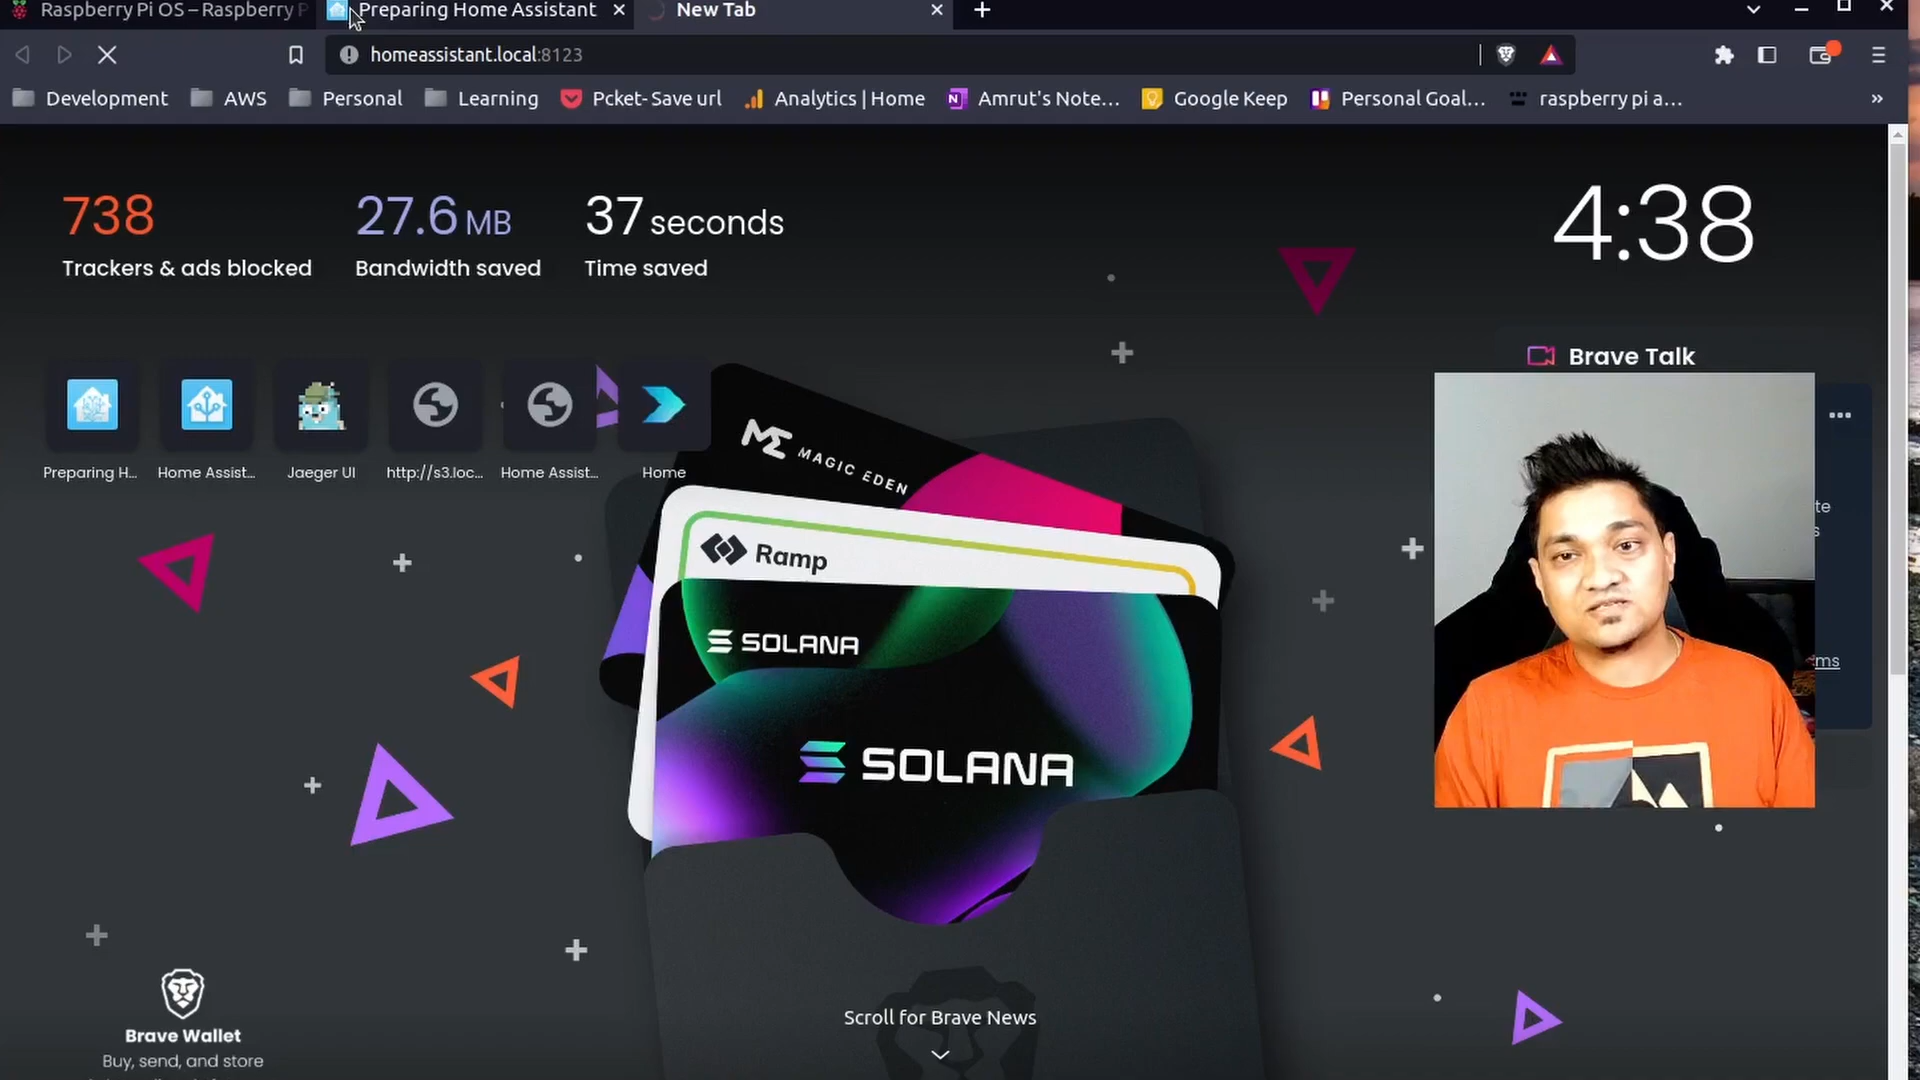 Raspberry Pi OS – Raspberry P
Preparing Home Assistant
New Tab
homeassistant.local:8123
Development
AWS
Personal
Learning
Pcket- Save url
Analytics | Home
Amrut's Note...
Google Keep
Personal Goal...
raspberry pi a...
»
738
Trackers & ads blocked
27.6 MB
Bandwidth saved
37 seconds
Time saved
4:38
Brave Talk
Preparing H...
Home Assist...
Jaeger UI
http://s3.loc...
Home Assist...
Home
MAGIC EDEN
Ramp
SOLANA
SOLANA
te
s
ms
Scroll for Brave News
Brave Wallet
Buy, send, and store